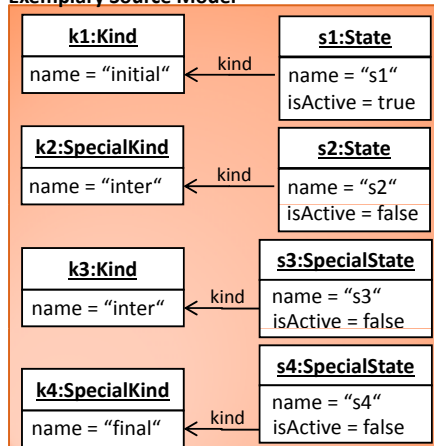 Exemplary Source Model
k1:Kind
name = “initial“
kind
s1:State
name = “s1“
isActive = true
k2:SpecialKind
name = “inter“
kind
s2:State
name = “s2“
isActive = false
k3:Kind
name = “inter“
kind
s3:SpecialState
name = “s3“
isActive = false
k4:SpecialKind
name = “final“
kind
s4:SpecialState
name = “s4“
isActive = false